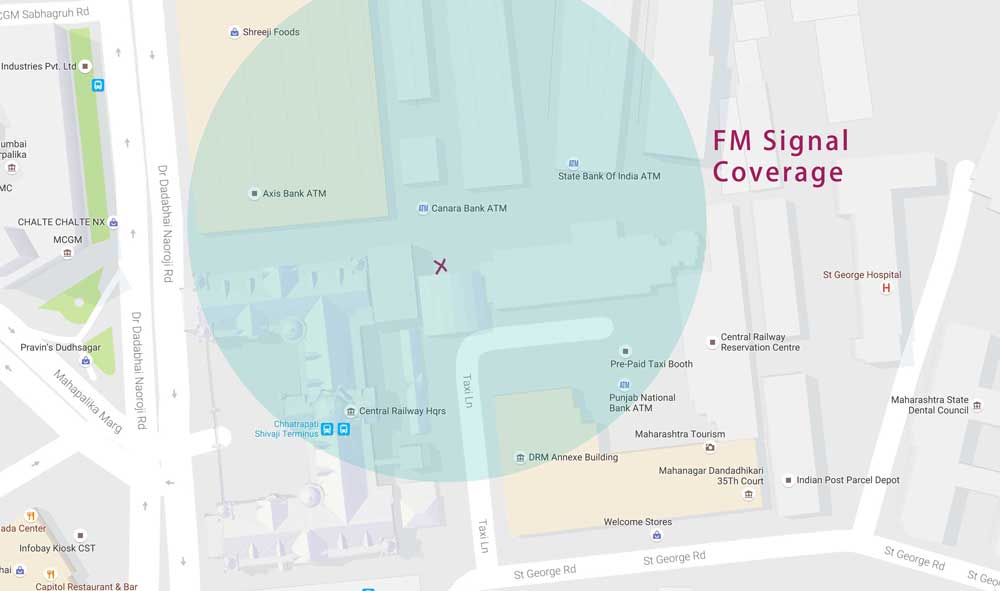 CGM Sabhagruh Rd
Shreeji Foods
Industries Pvt. Ltd
FM Signal
Coverage
umbai
rpalika
MC
State Bank Of India ATM
Dr Dadabhai Naoroji Rd
Axis Bank ATM
Canara Bank ATM
CHALTE CHALTE NX
MCGM
St George Hospital
H
Dr Dadabhai Naoroji Rd
Pravin's Dudhsagar
Central Railway
Reservation Centre
Pre-Paid Taxi Booth
Mahapalika Marg
Taxi Ln
ATM
Punjab National
Bank ATM
Maharashtra State
Dental Council
Central Railway Hqrs
Chhatrapati
Shivaji Terminus
Maharashtra Tourism
DRM Annexe Building
Mahanagar Dandadhikari
35Th Court
Indian Post Parcel Depot
ada Center
Infobay Kiosk CST
Taxi Ln
Welcome Stores
St George Rd
St George Rd
St George Rd
St Geo
hai
Capitol Restaurant & Bar